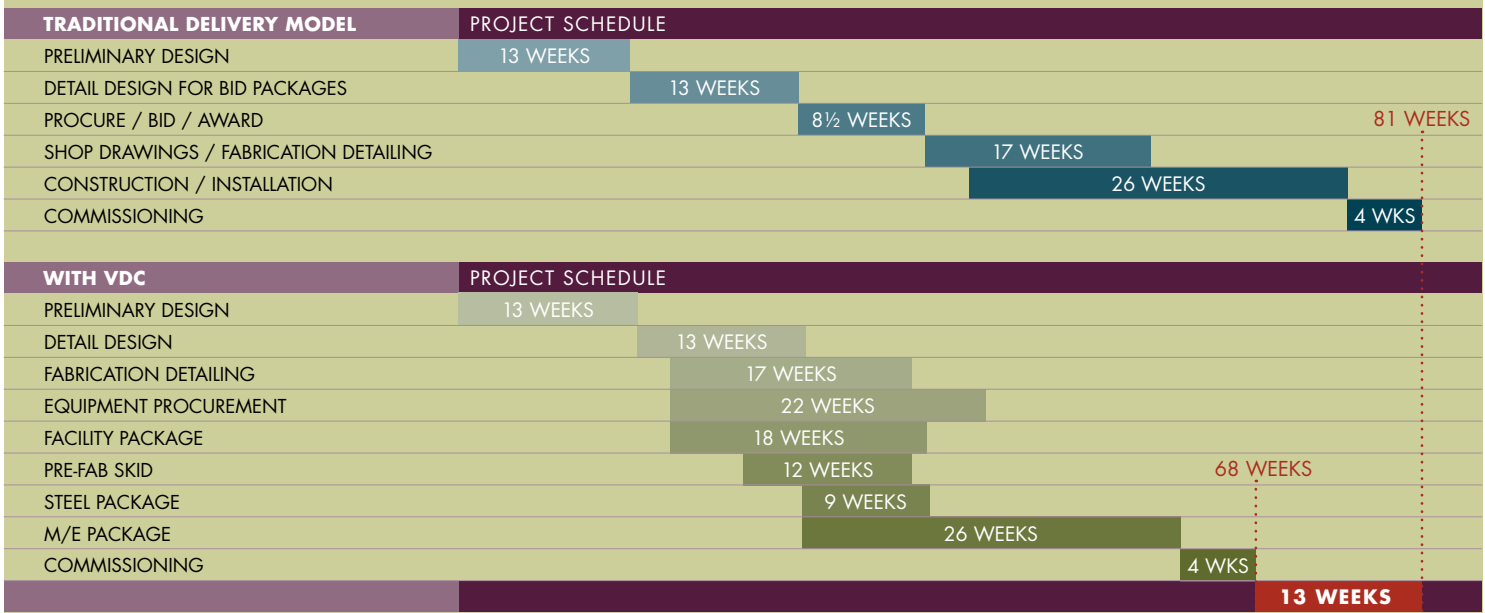 TRADITIONAL DELIVERY MODEL PROJECT SCHEDULE
PRELIMINARY DESIGN 13 WEEKS
DETAIL DESIGN FOR BID PACKAGES 13 WEEKS
PROCURE / BID / AWARD 8½ WEEKS 81 WEEKS
SHOP DRAWINGS / FABRICATION DETAILING 17 WEEKS
CONSTRUCTION / INSTALLATION 26 WEEKS
COMMISSIONING 4 WKS
WITH VDC PROJECT SCHEDULE
PRELIMINARY DESIGN 13 WEEKS
DETAIL DESIGN 13 WEEKS
FABRICATION DETAILING 17 WEEKS
EQUIPMENT PROCUREMENT 22 WEEKS
FACILITY PACKAGE 18 WEEKS
PRE-FAB SKID 12 WEEKS 68 WEEKS
STEEL PACKAGE 9 WEEKS
M/E PACKAGE 26 WEEKS
COMMISSIONING 4 WKS
13 WEEKS